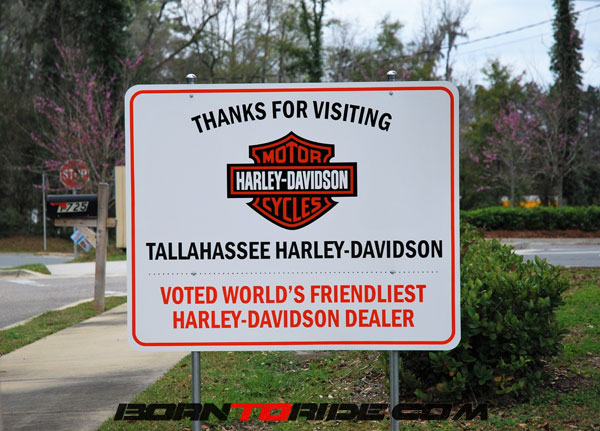 THANKS FOR VISITING
MOTOR
HARLEY-DAVIDSON
CYCLES
TALLAHASSEE HARLEY-DAVIDSON
VOTED WORLD'S FRIENDLIEST
HARLEY-DAVIDSON DEALER
STOP
1725
BORNTORIDE.COM